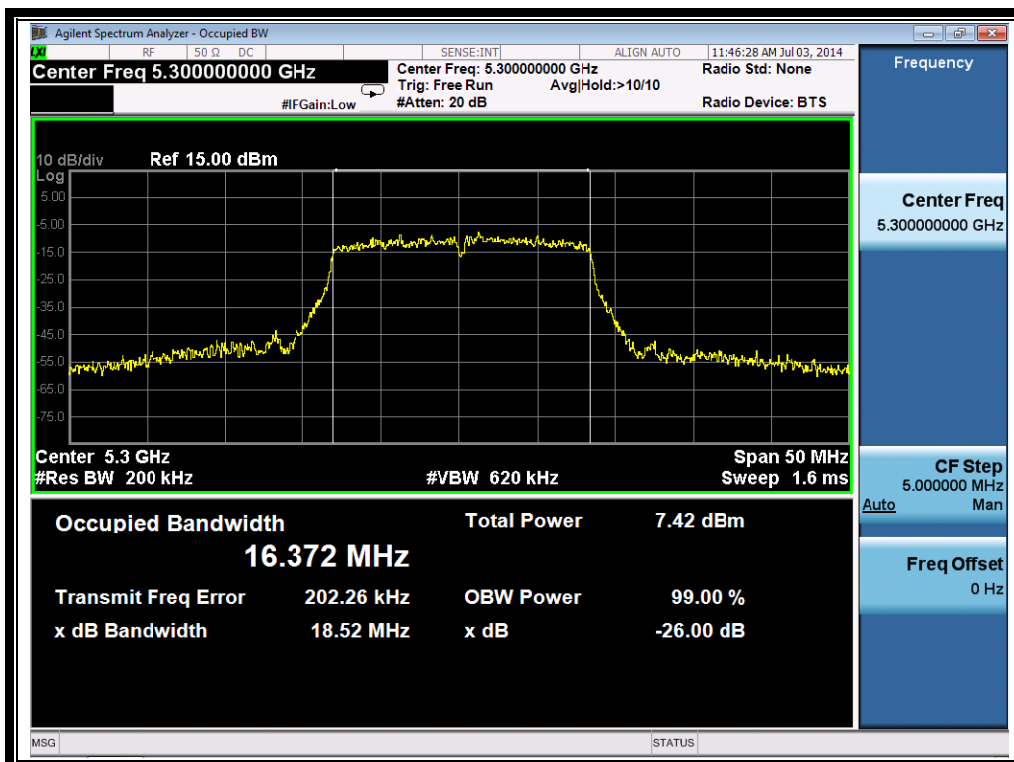 Agilent Spectrum Analyzer - Occupied BW
LXI RF 50 Ω DC SENSE:INT ALIGN AUTO 11:46:28 AM Jul 03, 2014
Center Freq 5.300000000 GHz
Center Freq: 5.300000000 GHz
Radio Std: None
Trig: Free Run Avg|Hold:>10/10
#IFGain:Low
#Atten: 20 dB
Radio Device: BTS
10 dB/div Ref 15.00 dBm
Log
5.00
-5.00
-15.0
-25.0
-35.0
-45.0
-55.0
-65.0
-75.0
Center 5.3 GHz Span 50 MHz
#Res BW 200 kHz #VBW 620 kHz Sweep 1.6 ms
Occupied Bandwidth Total Power 7.42 dBm
16.372 MHz
Transmit Freq Error 202.26 kHz OBW Power 99.00 %
x dB Bandwidth 18.52 MHz x dB -26.00 dB
MSG STATUS
Frequency
Center Freq
5.300000000 GHz
CF Step
5.000000 MHz
Auto Man
Freq Offset
0 Hz